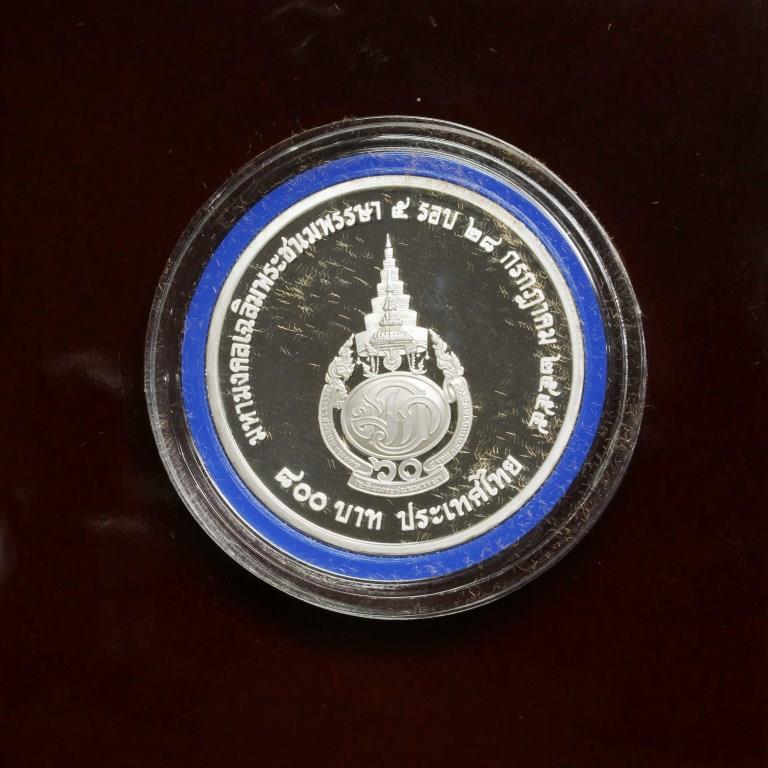 มหามงคลเฉลิมพระชนมพรรษา ๕ รอบ ๒๘ กรกฎาคม ๒๕๕๕
๖๐
๘๐๐ บาท ประเทศไทย